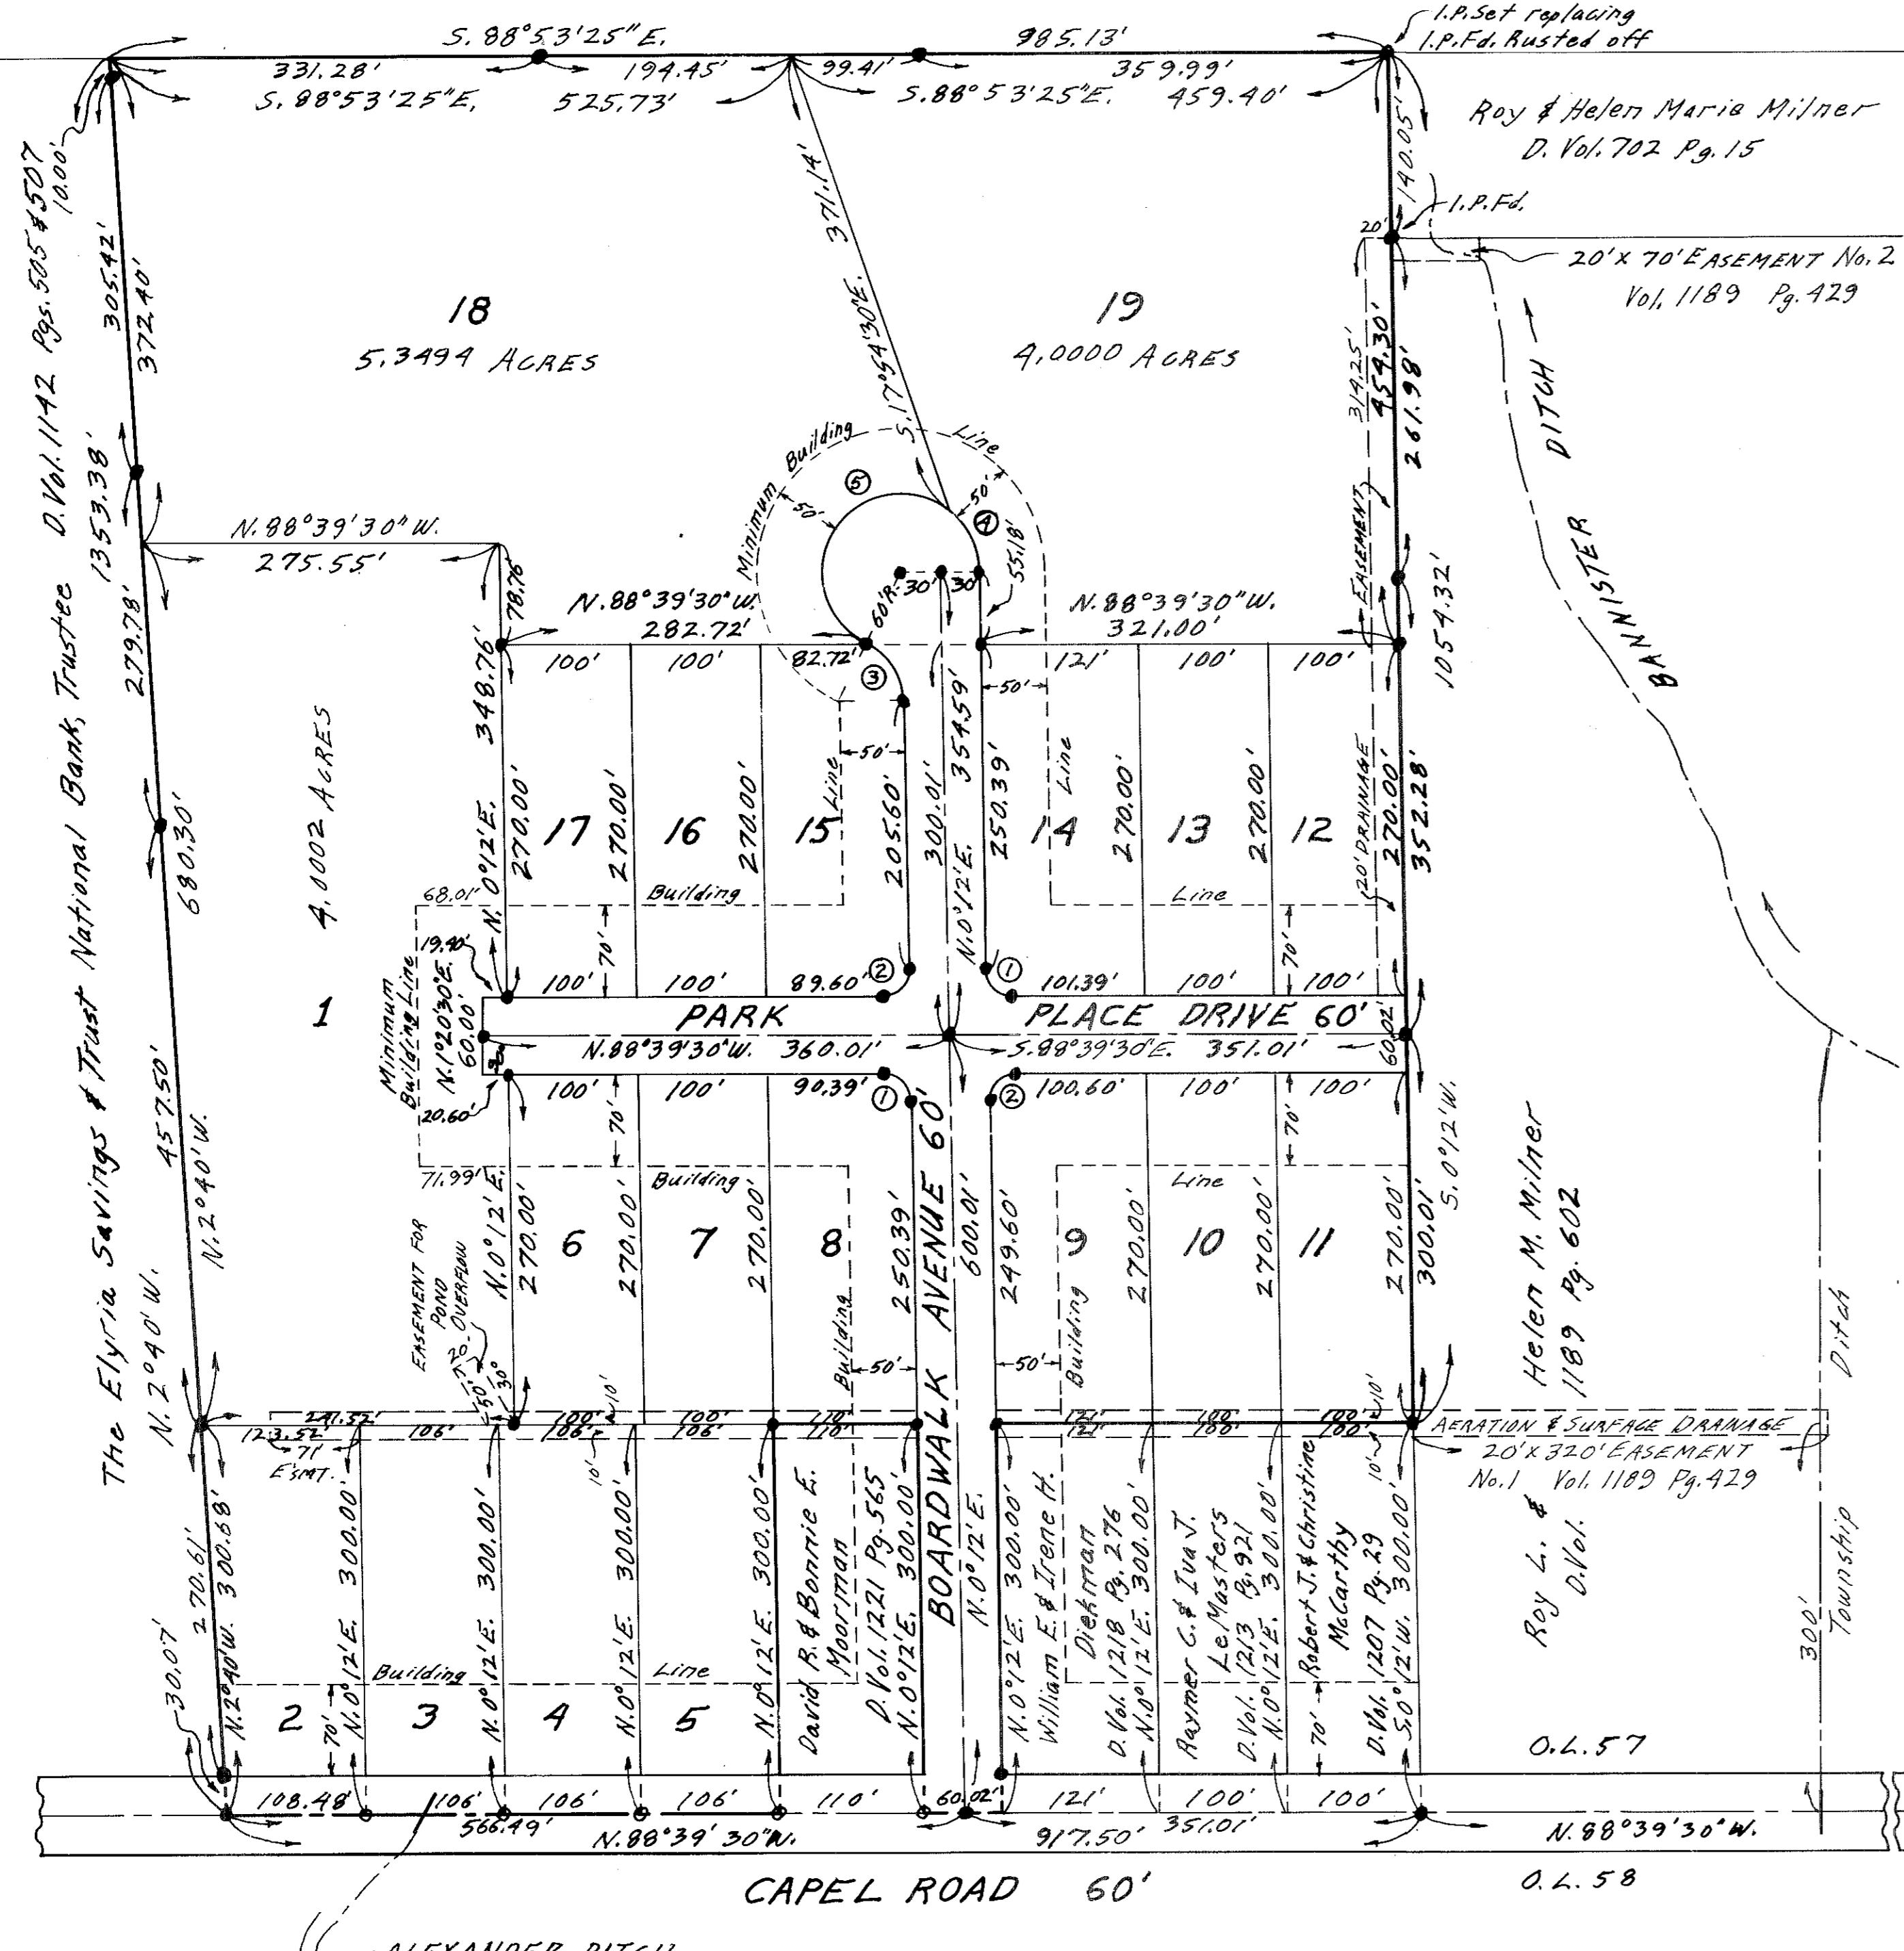 I.P. Set replacing
I.P. Fd. Rusted off
S. 88°53'25" E.
985.13'
331.28'
194.45'
99.41'
359.99'
S. 88°53'25" E. 525.73'
S. 88°53'25" E. 459.40'
Roy & Helen Marie Milner
D. Vol. 702 Pg. 15
140.05'
I.P. Fd.
20'
20' X 70' EASEMENT No. 2
Vol. 1189 Pg. 429
10.00'
The Elyria Savings & Trust National Bank, Trustee D. Vol. 1142 Pgs. 505 & 507
N. 2°40' W. 1353.38'
305.42'
372.40'
371.14'
S. 17°54'30" E.
18
5.3494 ACRES
19
4.0000 ACRES
314.25'
454.30'
261.98'
BANNISTER DITCH
Minimum Building Line
50'
50'
5
4
N. 88°39'30" W.
275.55'
279.78'
78.76'
60' R.
30'
30'
55.18'
N. 88°39'30" W.
282.72'
N. 88°39'30" W.
321.00'
20' DRAINAGE EASEMENT
1054.32'
100'
100'
82.72'
121'
100'
100'
3
50'
50'
348.76'
N. 0°12' E.
270.00'
270.00'
270.00'
205.60'
300.01'
354.59'
N. 0°12' E.
250.39'
270.00'
270.00'
270.00'
352.28'
Line
Line
17
16
15
14
13
12
1
4.0002 ACRES
680.30'
457.50'
N. 2°40' W.
68.01'
Building
Line
19.40'
70'
70'
Minimum
Building Line
N. 1°20'30" E.
60.00'
90°
100'
100'
89.60'
2
1
101.39'
100'
100'
PARK PLACE DRIVE 60'
N. 88°39'30" W. 360.01'
S. 88°39'30" E. 351.01'
60.02'
20.60'
100'
100'
90.39'
1
2
100.60'
100'
100'
70'
70'
71.99'
Building
Line
S. 0°12' W.
N. 0°12' E.
270.00'
270.00'
270.00'
250.39'
600.01'
249.60'
270.00'
270.00'
270.00'
300.01'
6
7
8
9
10
11
EASEMENT FOR
POND
OVERFLOW
20'
50'
30°
Building
50'
50'
Building
BOARDWALK AVENUE 60'
N. 0°12' E.
241.52'
100'
100'
110'
121'
100'
100'
10'
10'
123.52'
106'
106'
106'
110'
121'
100'
100'
71'
ESMT.
10'
10'
AERATION & SURFACE DRAINAGE
20' X 320' EASEMENT
No. 1 Vol. 1189 Pg. 429
Roy L. & Helen M. Milner
D. Vol. 1189 Pg. 602
Township Ditch
300'
30.07'
270.61'
N. 2°40' W. 300.68'
N. 0°12' E. 300.00'
N. 0°12' E. 300.00'
N. 0°12' E. 300.00'
N. 0°12' E. 300.00'
David R. & Bonnie E.
Moorman
D. Vol. 1221 Pg. 565
N. 0°12' E. 300.00'
N. 0°12' E. 300.00'
William E. & Irene H.
Diekman
D. Vol. 1218 Pg. 276
N. 0°12' E. 300.00'
Raymer C. & Iva J.
LeMasters
D. Vol. 1213 Pg. 921
N. 0°12' E. 300.00'
Robert J. & Christine
McCarthy
D. Vol. 1207 Pg. 29
S. 0°12' W. 300.00'
Building
Line
2
3
4
5
70'
70'
O.L. 57
108.48'
106'
106'
106'
110'
60.02'
121'
100'
100'
566.49'
N. 88°39'30" W.
917.50'
351.01'
N. 88°39'30" W.
CAPEL ROAD 60'
O.L. 58
ALEXANDER DITCH